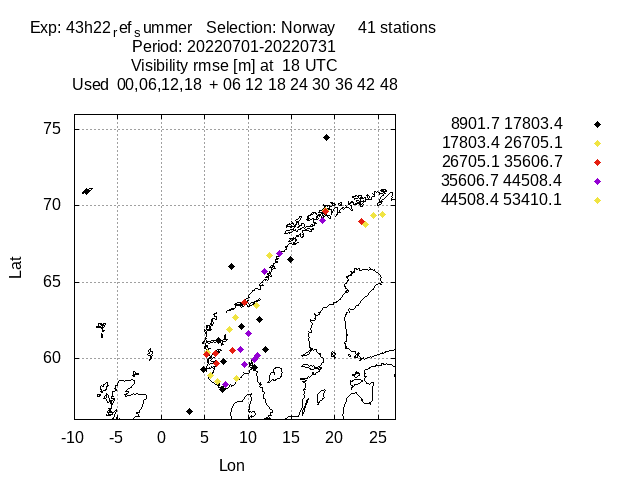 Exp: 43h22refsummer Selection: Norway 41 stations
Period: 20220701-20220731
Visibility rmse [m] at 18 UTC
Used 00,06,12,18 + 06 12 18 24 30 36 42 48
8901.7 17803.4
17803.4 26705.1
26705.1 35606.7
35606.7 44508.4
44508.4 53410.1
75
70
65
60
Lat
-10 -5 0 5 10 15 20 25
Lon